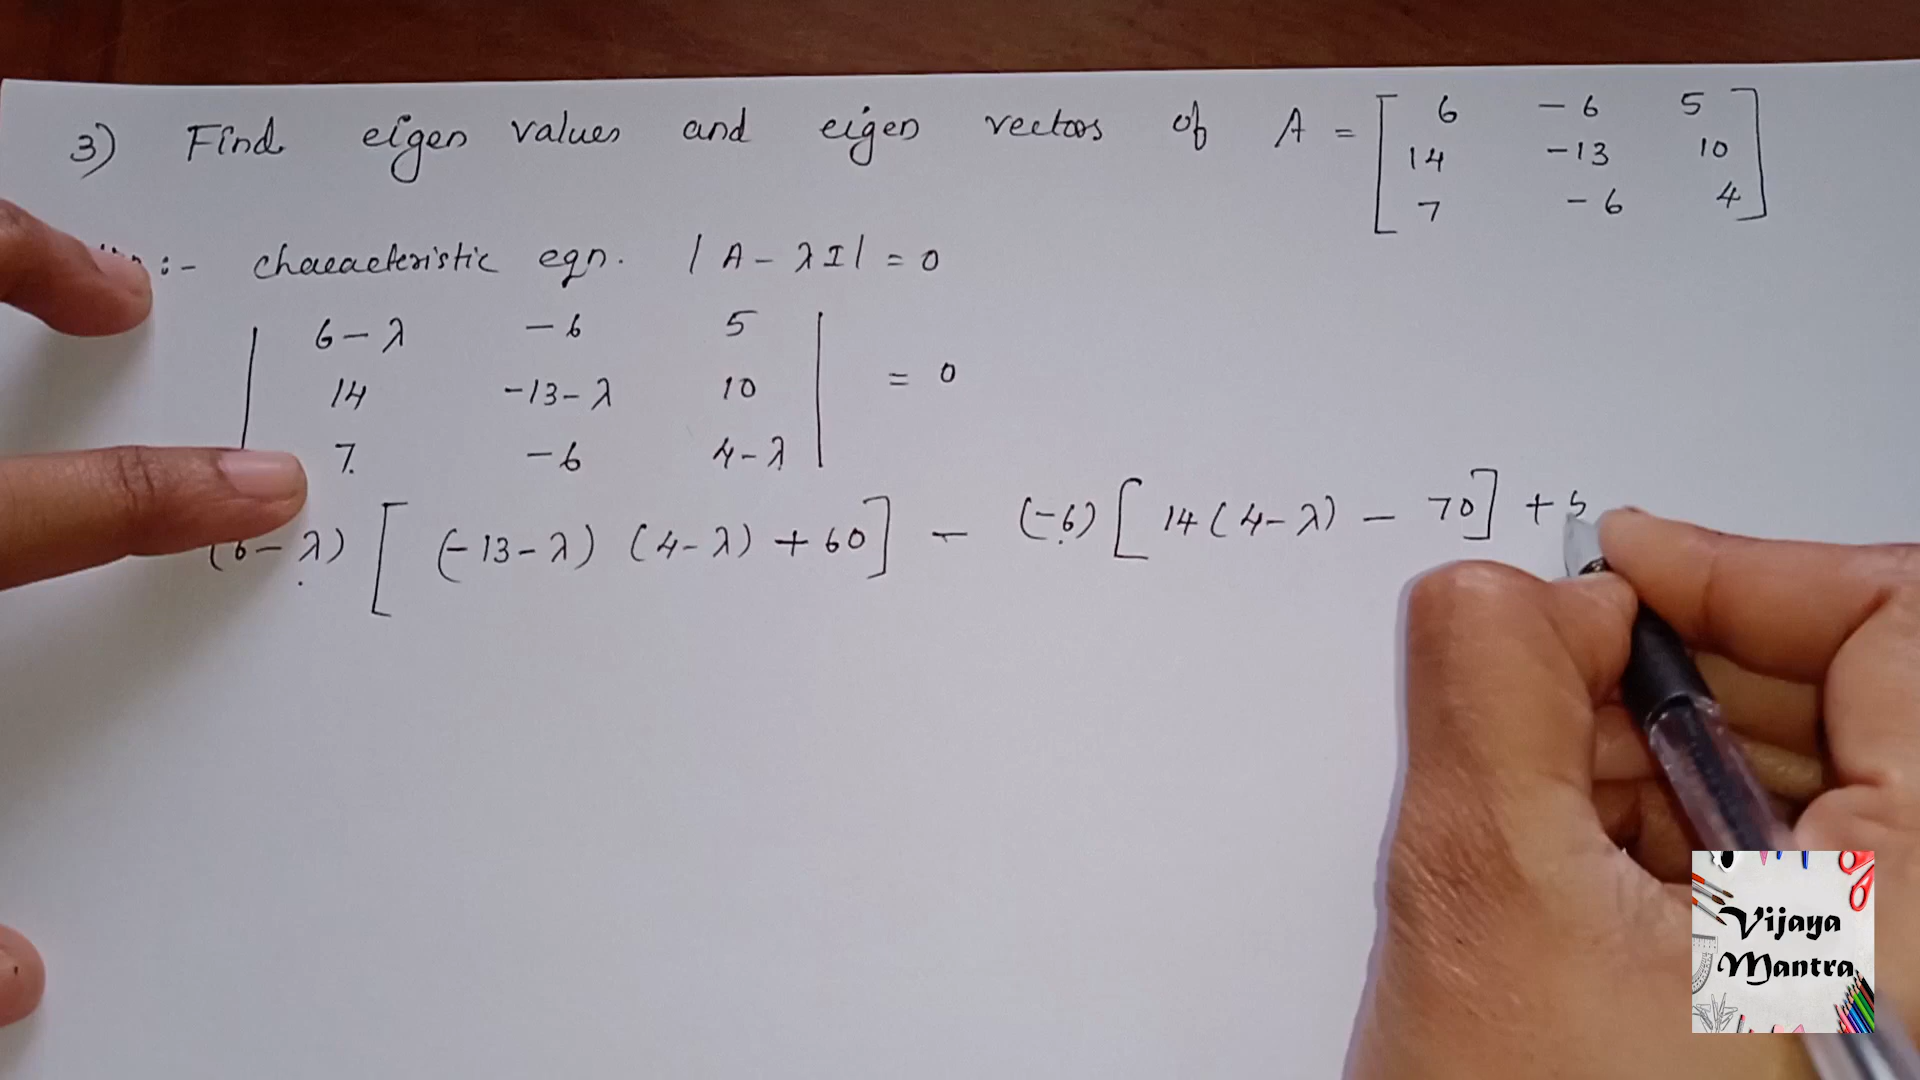 3) Find eigen values and eigen vectors of A = [ 6 -6 5
14 -13 10
7 -6 4 ]
:- characteristic eqn. |A - λI| = 0
| 6-λ -6 5 |
| 14 -13-λ 10 | = 0
| 7 -6 4-λ |
(6-λ) [ (-13-λ) (4-λ) + 60 ] - (-6) [ 14(4-λ) - 70 ] + 5
Vijaya
Mantra